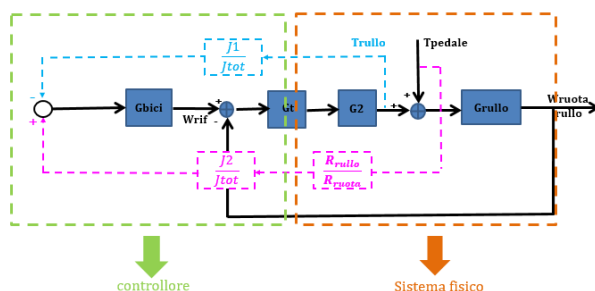 J1
Jtot
Trullo
Tpedale
-
+
Gbici
+
Wrif
-
Gt
G2
+
+
Grullo
Wruota
rullo
J2
Jtot
Rrullo
Rruota
controllore
Sistema fisico